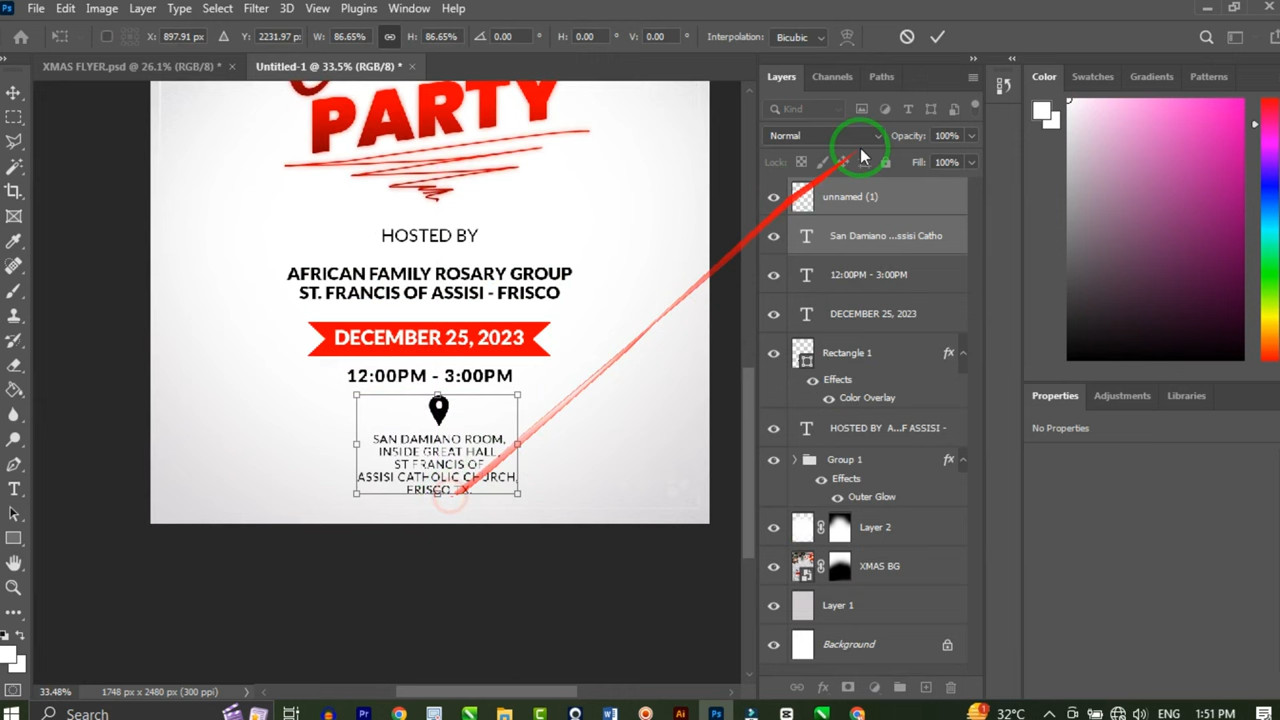 File Edit Image Layer Type Select Filter 3D View Plugins Window Help
X: 897.91 px Y: 2231.97 px W: 86.65% H: 86.65% 0.00 ° H: 0.00 ° V: 0.00 ° Interpolation: Bicubic
XMAS FLYER.psd @ 26.1% (RGB/8) * × Untitled-1 @ 33.5% (RGB/8) * ×
PARTY
HOSTED BY
AFRICAN FAMILY ROSARY GROUP
ST. FRANCIS OF ASSISI - FRISCO
DECEMBER 25, 2023
12:00PM - 3:00PM
SAN DAMIANO ROOM,
INSIDE GREAT HALL,
ST FRANCIS OF
ASSISI CATHOLIC CHURCH,
FRISCO TX.
Layers Channels Paths
Kind
Normal Opacity: 100%
Lock: Fill: 100%
unnamed (1)
San Damiano ...ssisi Catho
12:00PM - 3:00PM
DECEMBER 25, 2023
Rectangle 1 fx
Effects
Color Overlay
HOSTED BY A...F ASSISI -
Group 1 fx
Effects
Outer Glow
Layer 2
XMAS BG
Layer 1
Background
fx
Color Swatches Gradients Patterns
Properties Adjustments Libraries
No Properties
33.48% 1748 px x 2480 px (300 ppi)
Search
32°C 1:51 PM